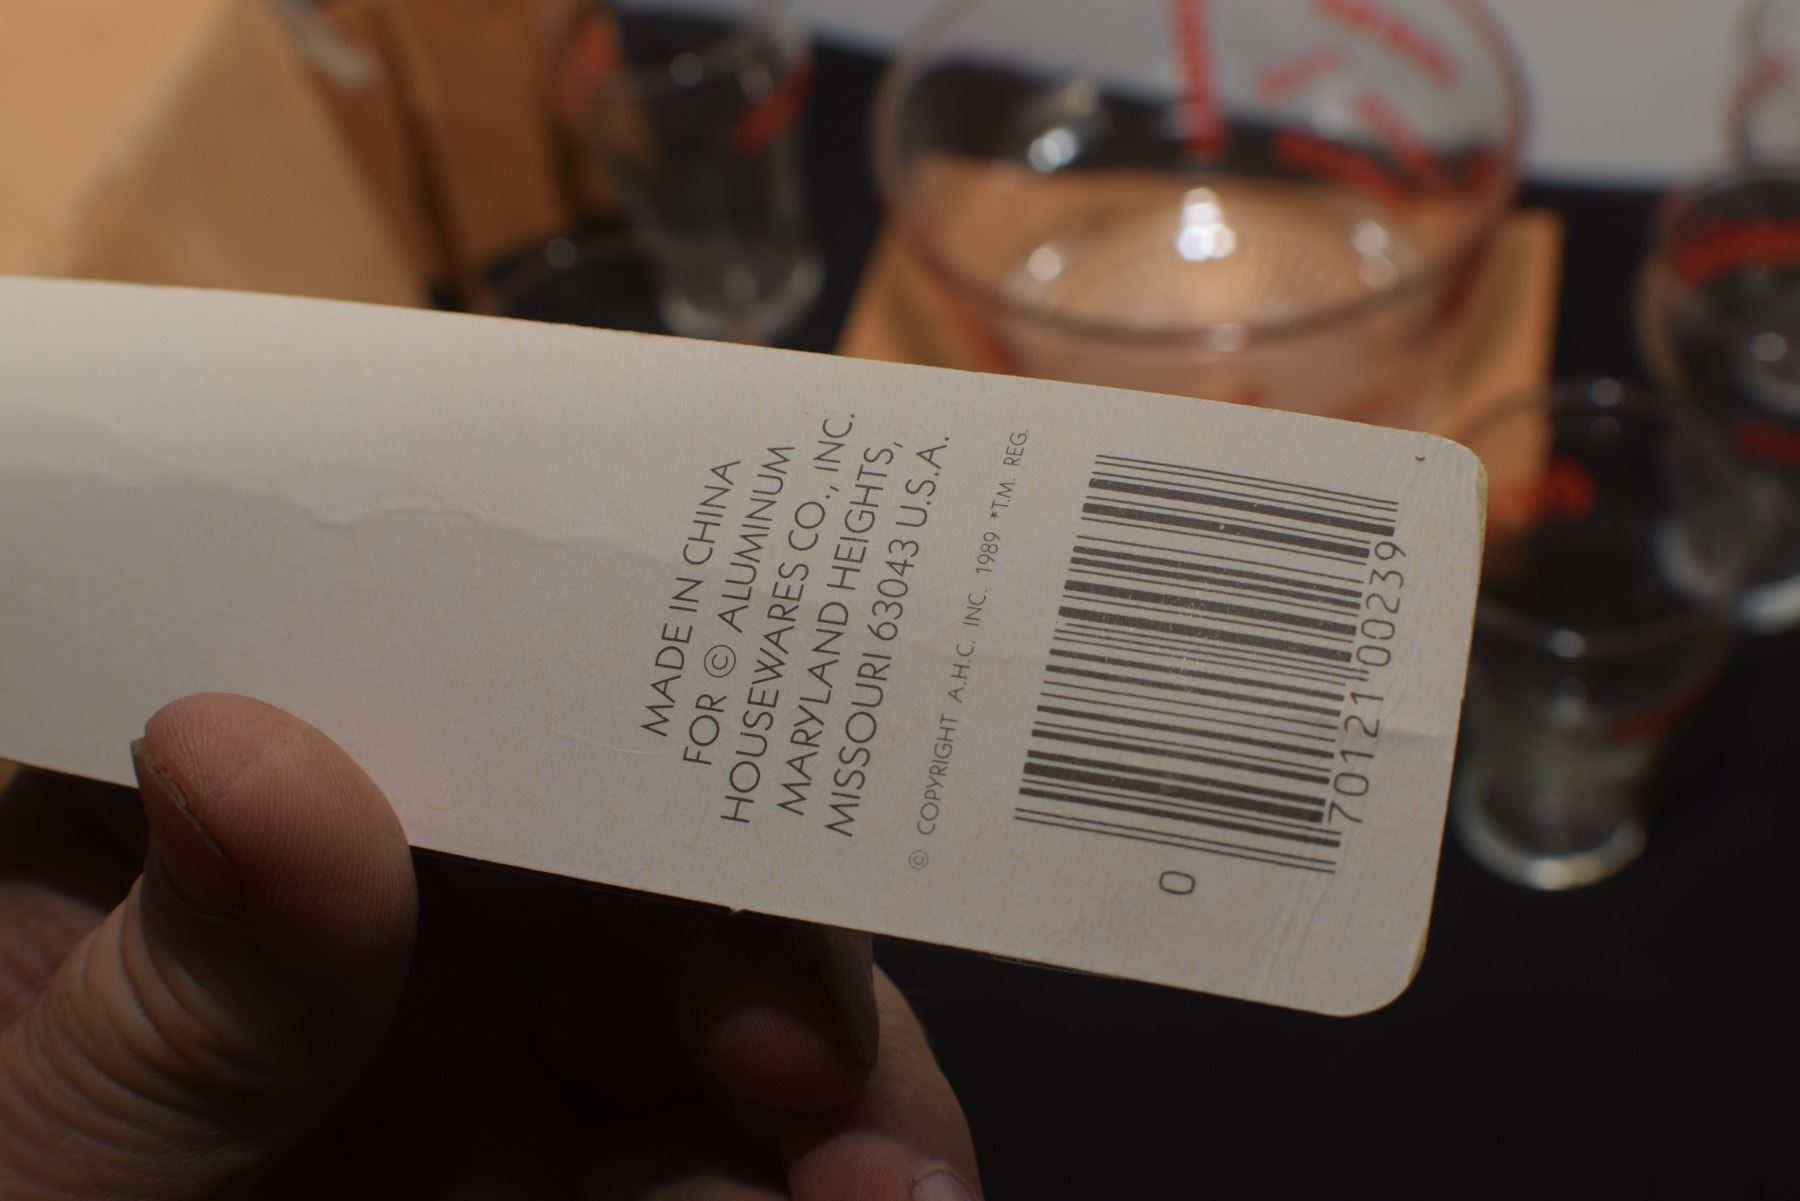 MADE IN CHINA
FOR © ALUMINUM
HOUSEWARES CO., INC.
MARYLAND HEIGHTS,
MISSOURI 63043 U.S.A.
© COPYRIGHT A.H.C. INC. 1989 *T.M. REG.
0 70121 00239